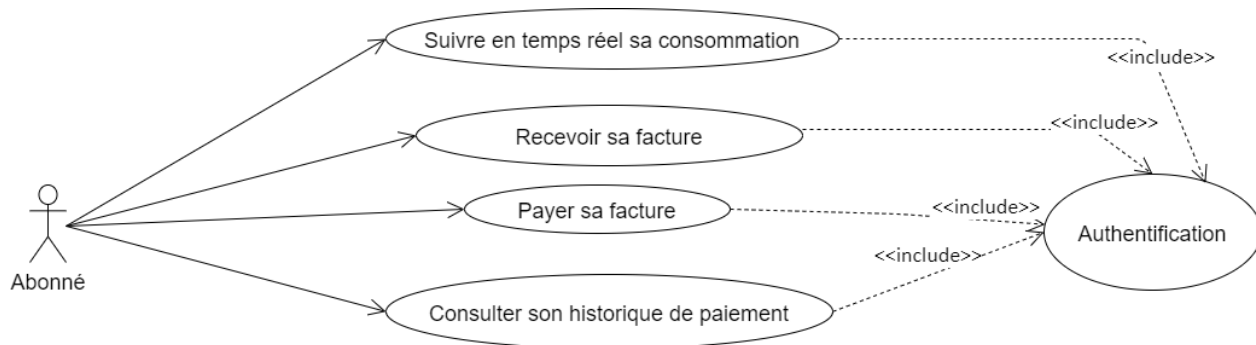 Suivre en temps réel sa consommation
<<include>>
Recevoir sa facture
<<include>>
Payer sa facture
<<include>>
Authentification
<<include>>
Abonné
Consulter son historique de paiement